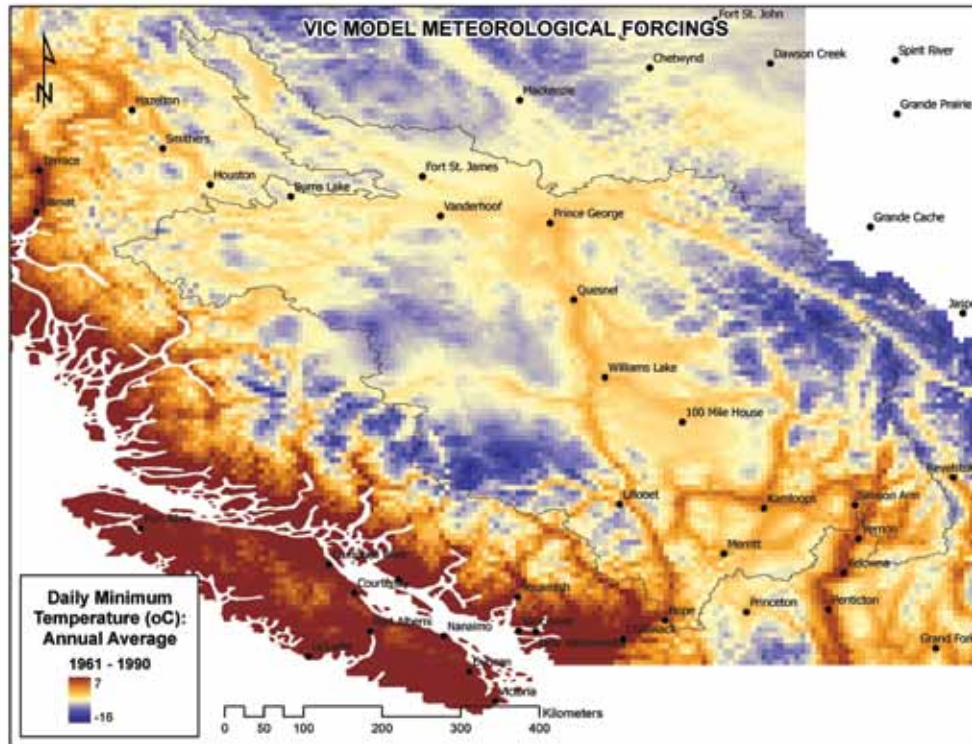 VIC MODEL METEOROLOGICAL FORCINGS
Fort St. John
Chetwynd
Dawson Creek
Spirit River
Mackenzie
Grande Prairie
Hazelton
Smithers
Terrace
Houston
Burns Lake
Fort St. James
Vanderhoof
Prince George
Grande Cache
Quesnel
Williams Lake
100 Mile House
Lillooet
Kamloops
Salmon Arm
Vernon
Merritt
Princeton
Penticton
Hope
Courtenay
Port Alberni
Nanaimo
Victoria
N
Daily Minimum
Temperature (oC):
Annual Average
1961 - 1990
7
-16
Kilometers
0 50 100 200 300 400